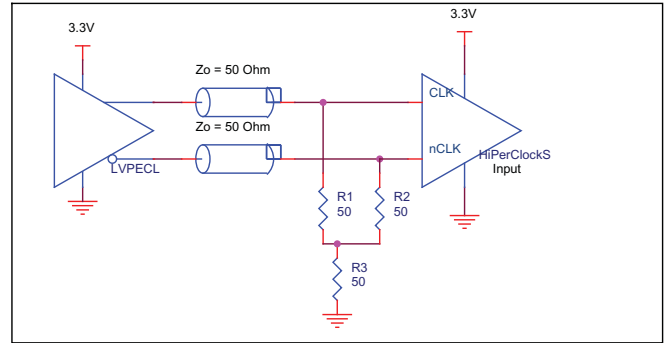 3.3V
3.3V
Zo = 50 Ohm
CLK
Zo = 50 Ohm
nCLK
LVPECL
HiPerClockS
Input
R1
50
R2
50
R3
50